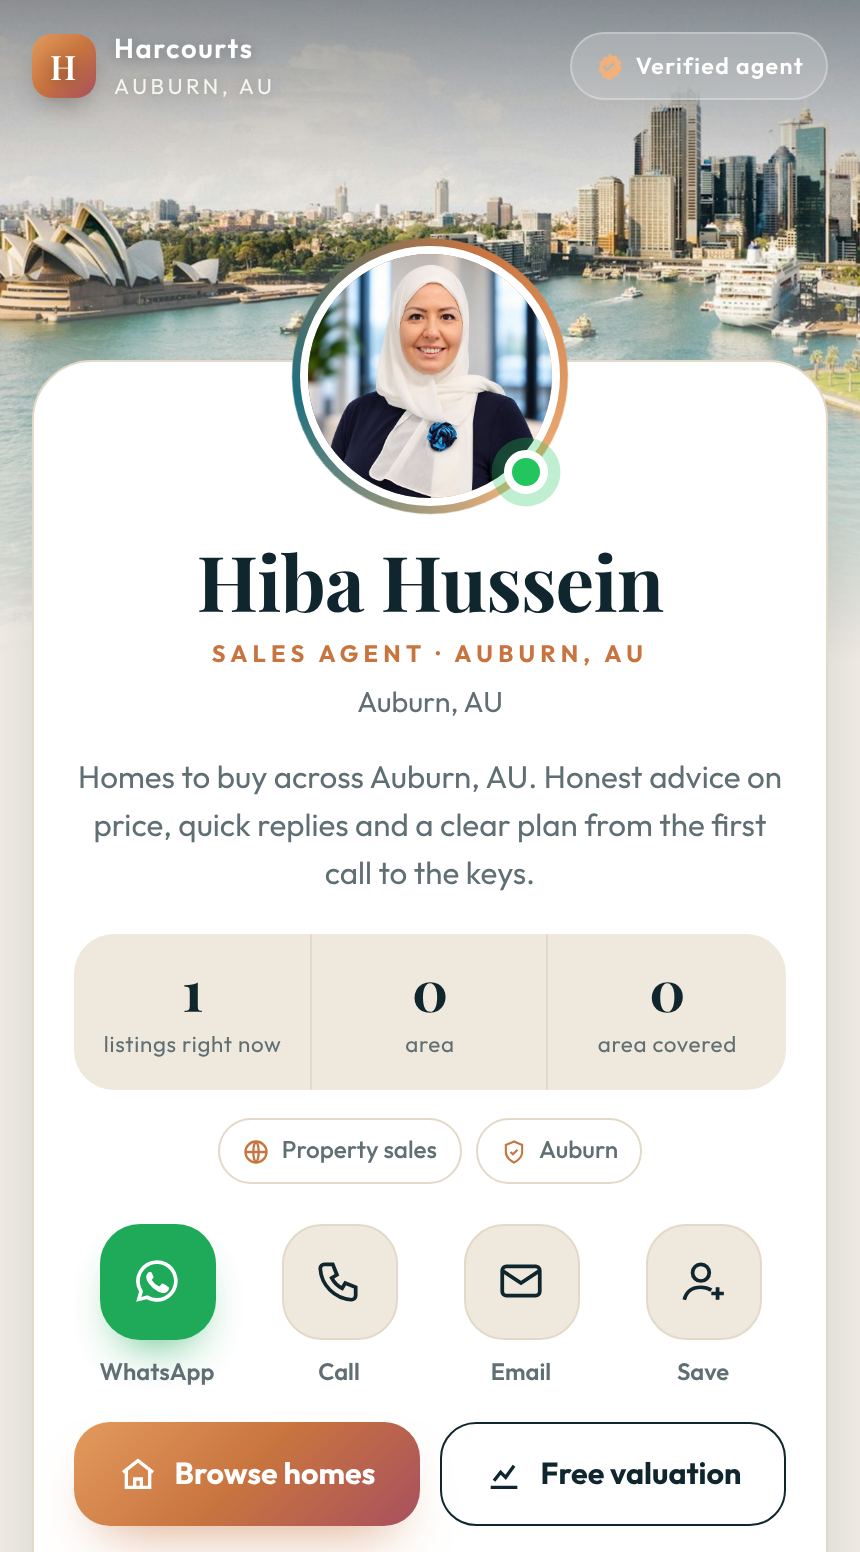 H
Harcourts
AUBURN, AU
Verified agent
Hiba Hussein
SALES AGENT · AUBURN, AU
Auburn, AU
Homes to buy across Auburn, AU. Honest advice on
price, quick replies and a clear plan from the first
call to the keys.
1
listings right now
0
area
0
area covered
Property sales
Auburn
WhatsApp
Call
Email
Save
Browse homes
Free valuation